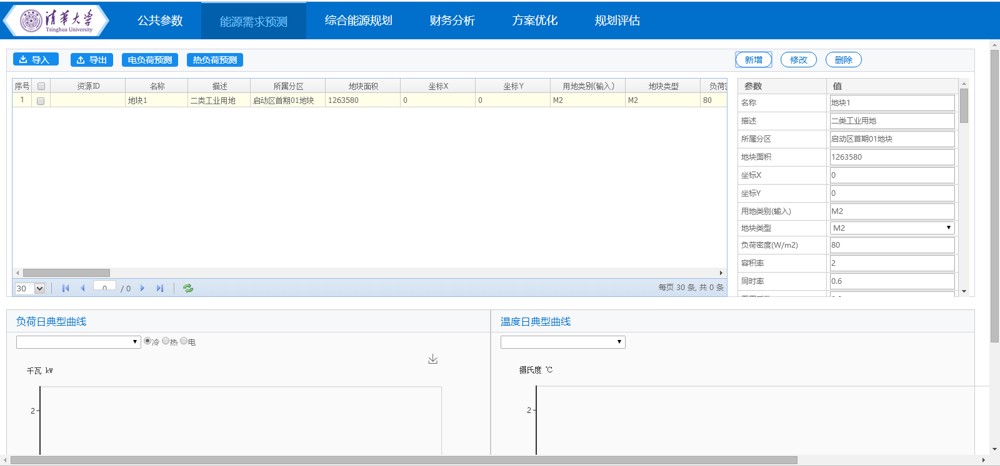 清华大学
Tsinghua University
公共参数 能源需求预测 综合能源规划 财务分析 方案优化 规划评估
导入 导出 电负荷预测 热负荷预测 新增 修改 删除
序号 资源ID 名称 描述 所属分区 地块面积 坐标X 坐标Y 用地类别(输入) 地块类型 负荷
1 地块1 二类工业用地 启动区首期01地块 1263580 0 0 M2 M2 80
30 0 / 0 每页 30 条, 共 0 条
参数 值
名称 地块1
描述 二类工业用地
所属分区 启动区首期01地块
地块面积 1263580
坐标X 0
坐标Y 0
用地类别(输入) M2
地块类型 M2
负荷密度(W/m2) 80
容积率 2
同时率 0.6
负荷日典型曲线
冷 热 电
千瓦 kW
2
温度日典型曲线
摄氏度 ℃
2